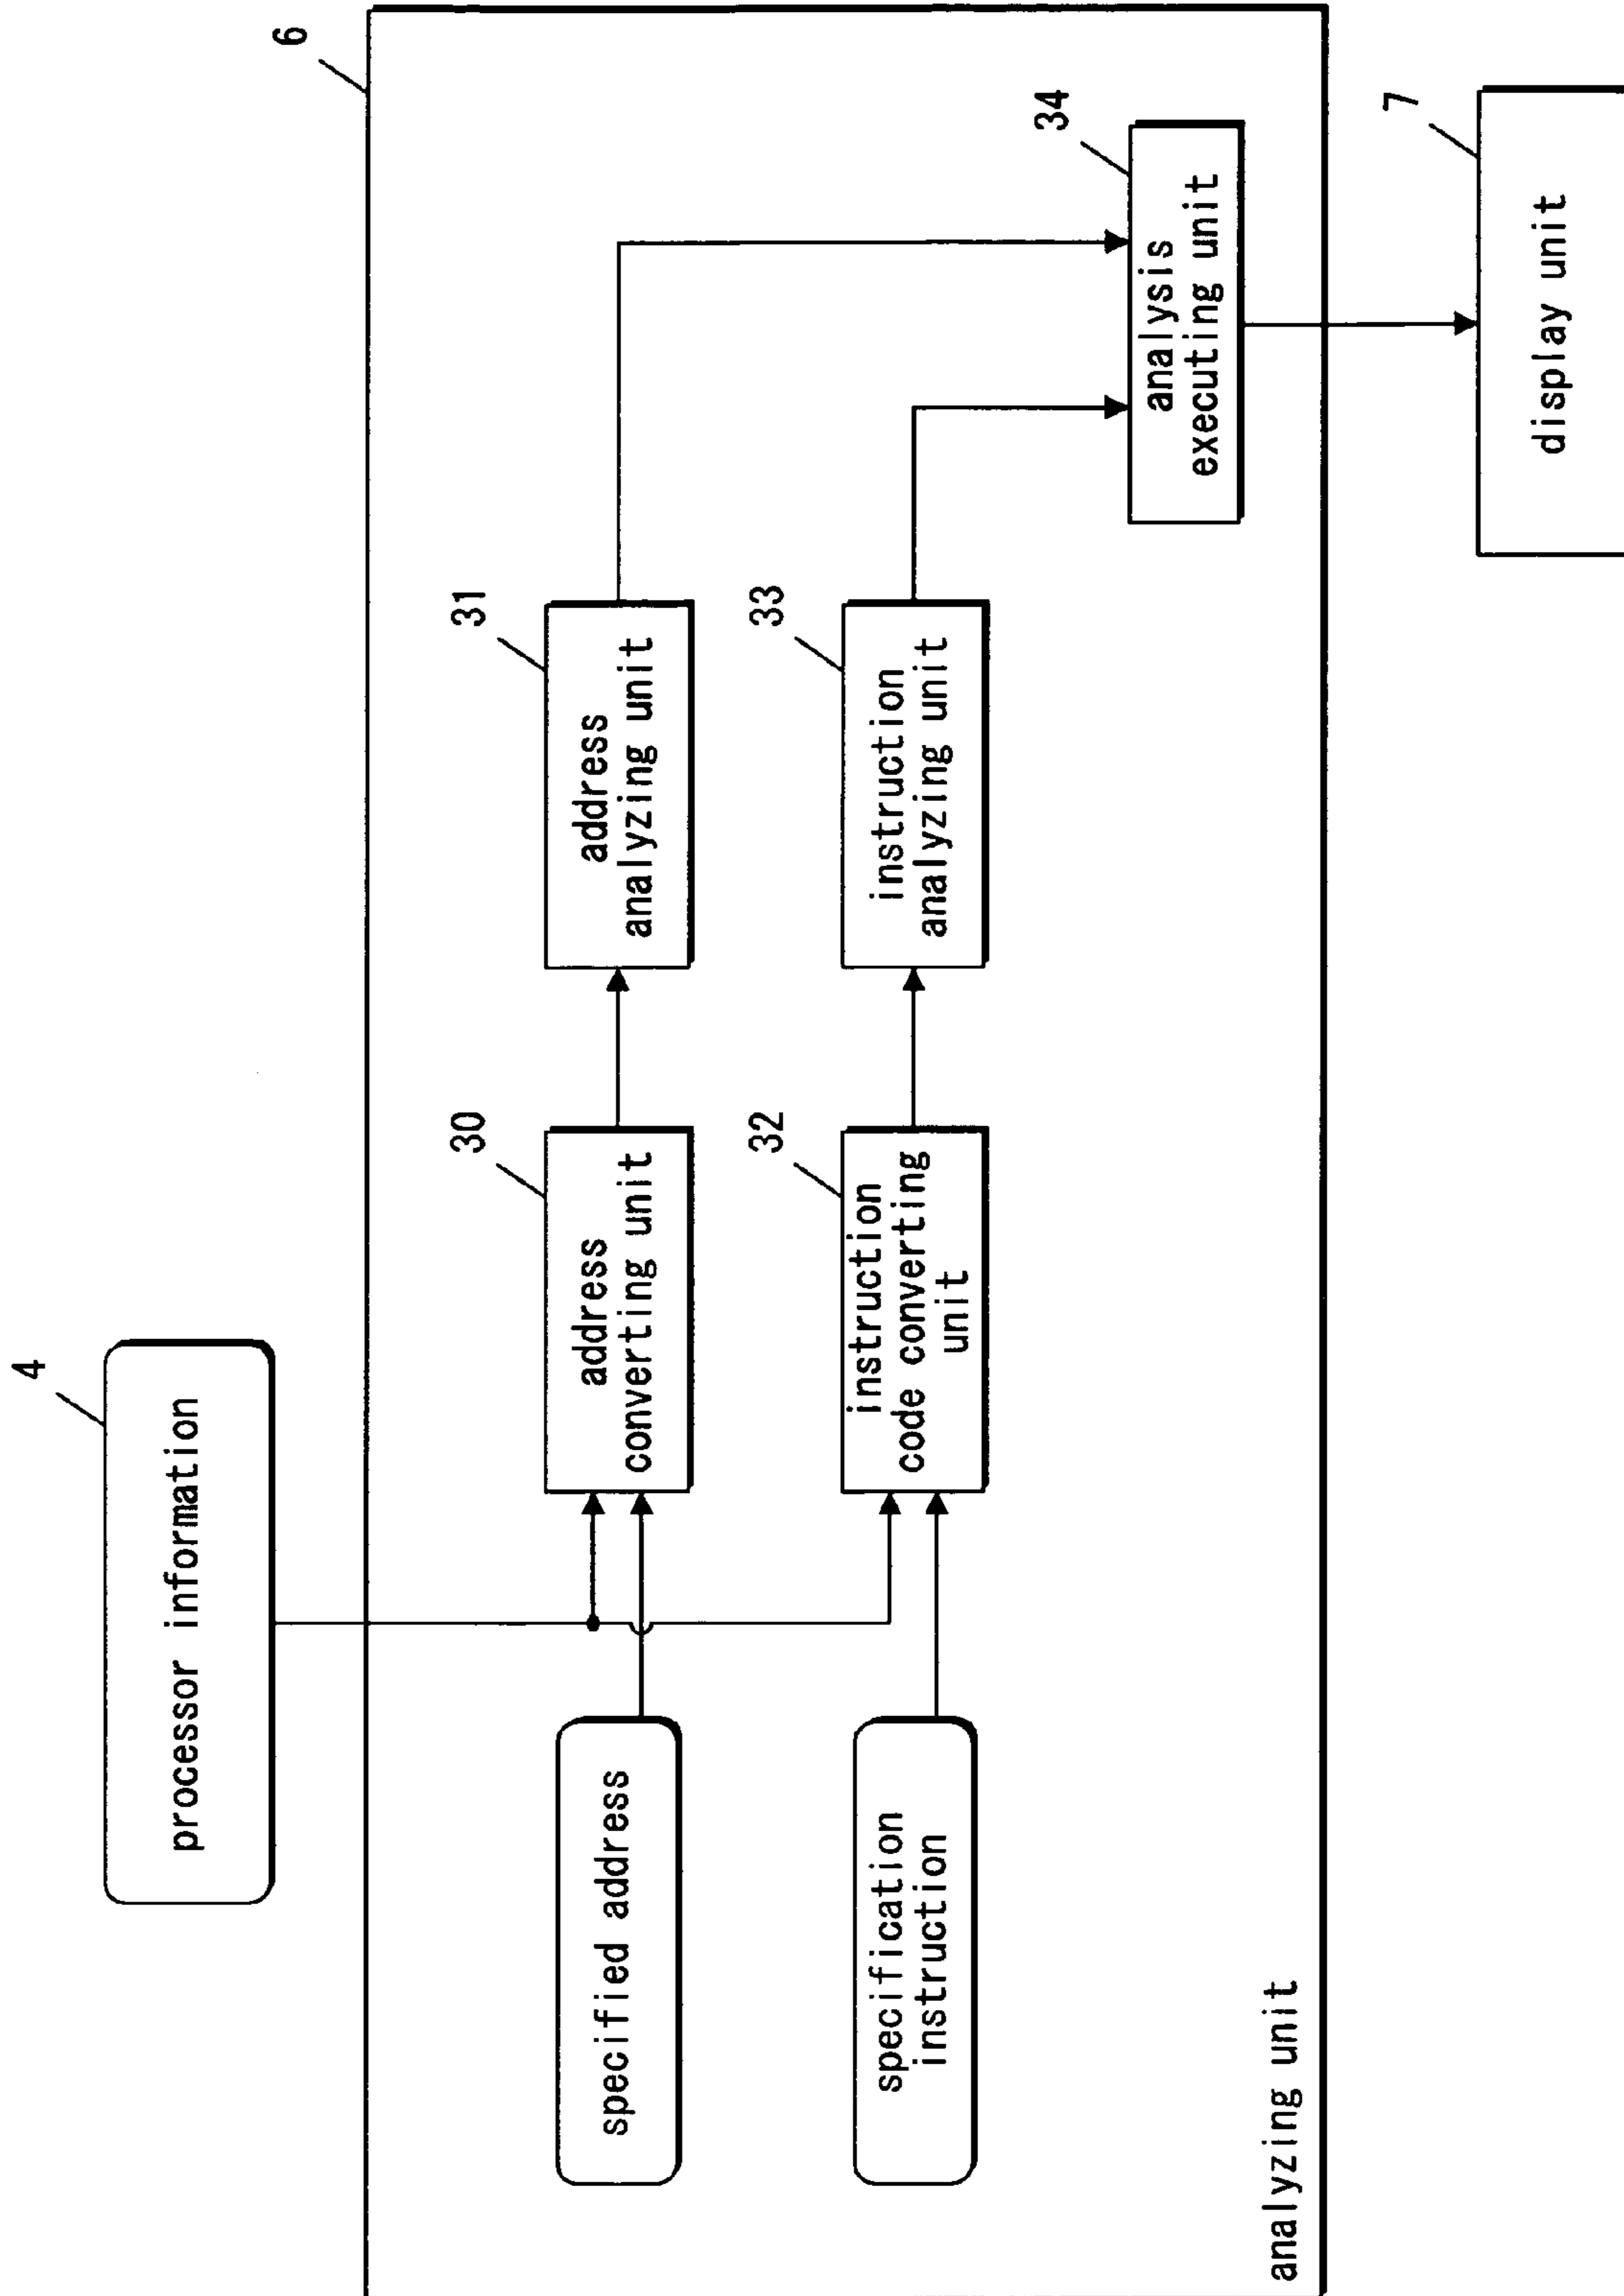 4
processor information
6
30
31
specified address
address
converting unit
address
analyzing unit
32
33
specification
instruction
instruction
code converting
unit
instruction
analyzing unit
34
analysis
executing unit
analyzing unit
7
display unit